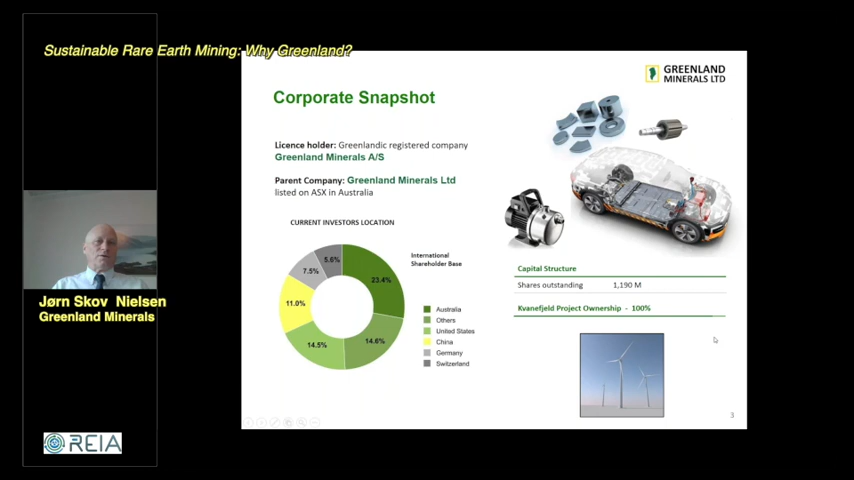 Sustainable Rare Earth Mining: Why Greenland?
GREENLAND
MINERALS LTD
Corporate Snapshot
Licence holder: Greenlandic registered company
Greenland Minerals A/S
Parent Company: Greenland Minerals Ltd
listed on ASX in Australia
CURRENT INVESTORS LOCATION
5.6%
7.5%
23.4%
11.0%
14.5%
14.6%
International
Shareholder Base
Australia
Others
United States
China
Germany
Switzerland
Capital Structure
Shares outstanding 1,190 M
Kvanefjeld Project Ownership - 100%
3
Jørn Skov Nielsen
Greenland Minerals
REIA